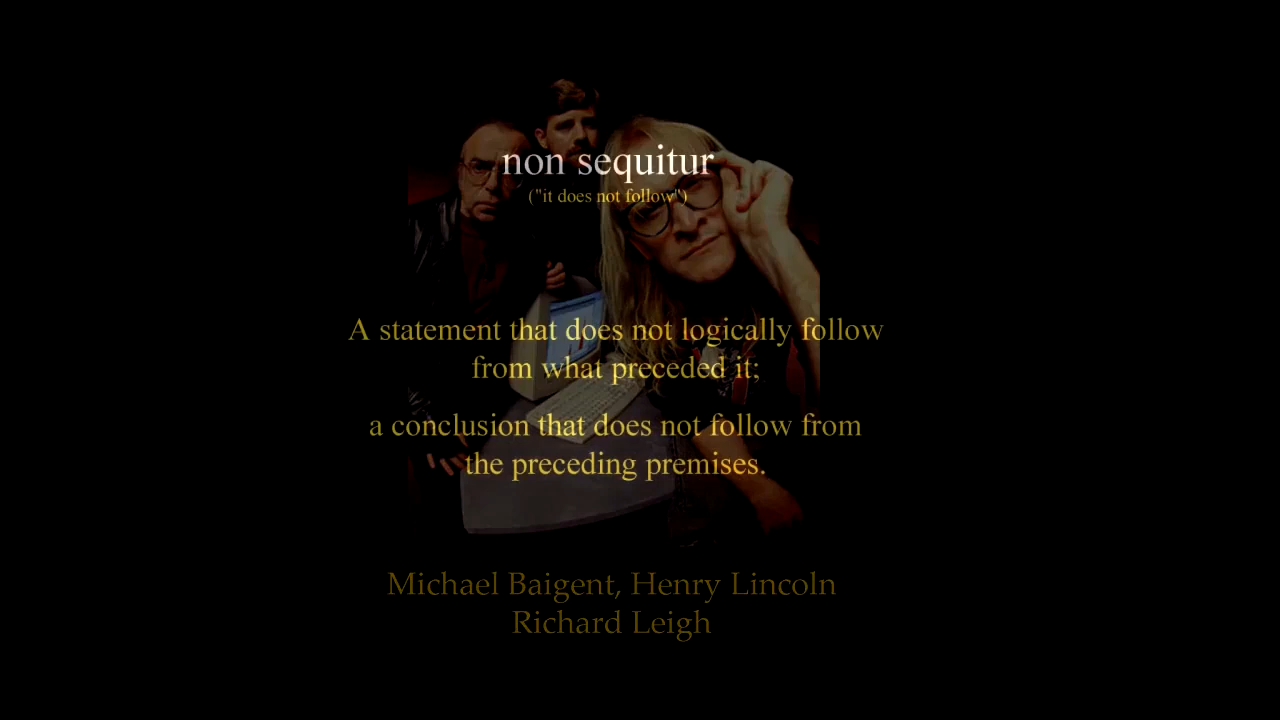 non sequitur
("it does not follow")
A statement that does not logically follow
from what preceded it;
a conclusion that does not follow from
the preceding premises.
Michael Baigent, Henry Lincoln
Richard Leigh